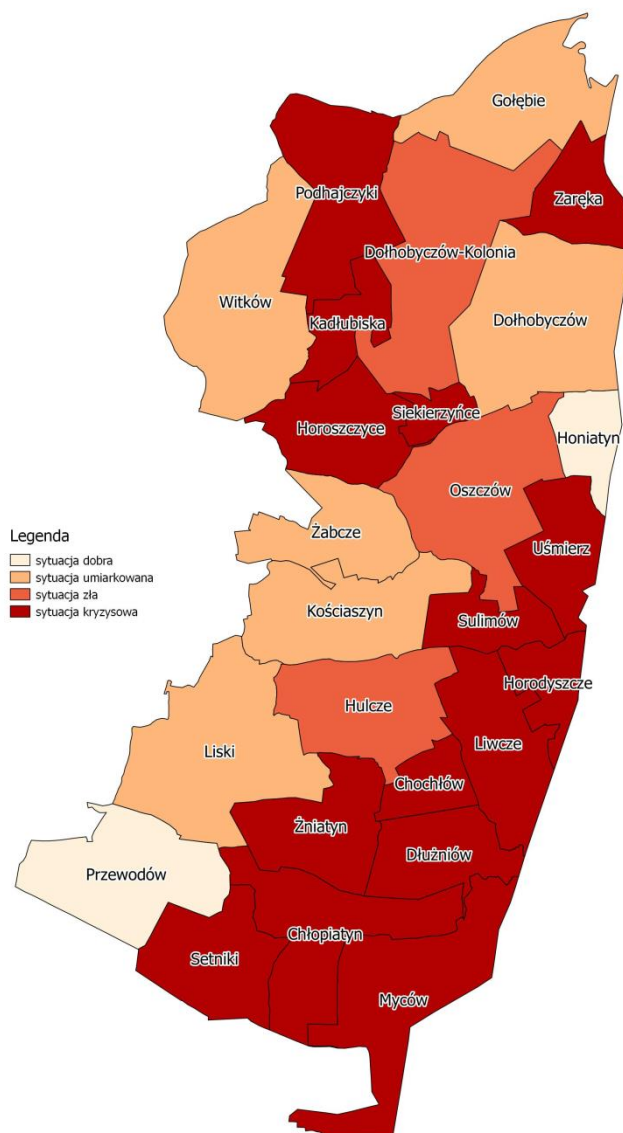 Gołębie
Zaręka
Podhajczyki
Dołhobyczów-Kolonia
Witków
Dołhobyczów
Kadłubiska
Siekierzyńce
Horoszczyce
Honiatyn
Oszczów
Żabcze
Uśmierz
Legenda
sytuacja dobra
sytuacja umiarkowana
sytuacja zła
sytuacja kryzysowa
Kościaszyn
Sulimów
Horodyszcze
Hulcze
Liwcze
Liski
Chochłów
Żniatyn
Dłużniów
Przewodów
Chłopiatyn
Setniki
Myców